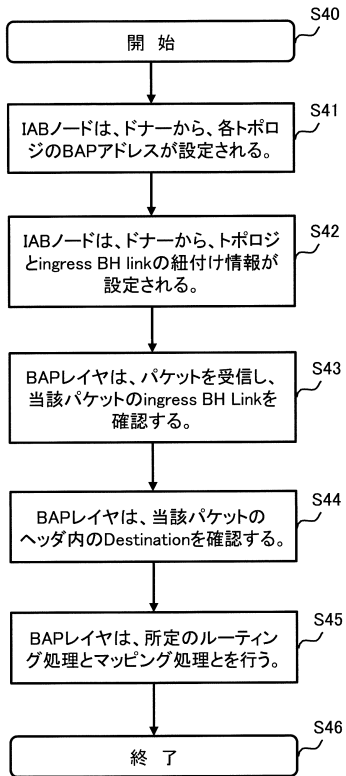 S40
開 始
S41
IABノードは、ドナーから、各トポロ
ジのBAPアドレスが設定される。
S42
IABノードは、ドナーから、トポロジ
とingress BH linkの紐付け情報が
設定される。
S43
BAPレイヤは、パケットを受信し、
当該パケットのingress BH Linkを
確認する。
S44
BAPレイヤは、当該パケットの
ヘッダ内のDestinationを確認する。
S45
BAPレイヤは、所定のルーティン
グ処理とマッピング処理とを行う。
S46
終 了